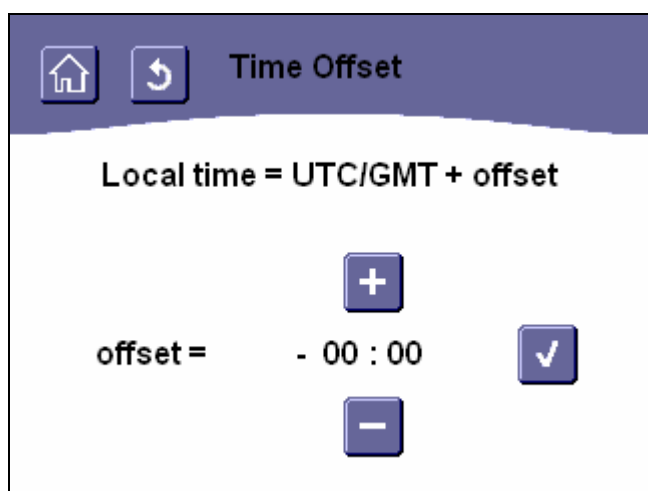 Time Offset
Local time = UTC/GMT + offset
+
offset = - 00 : 00
-